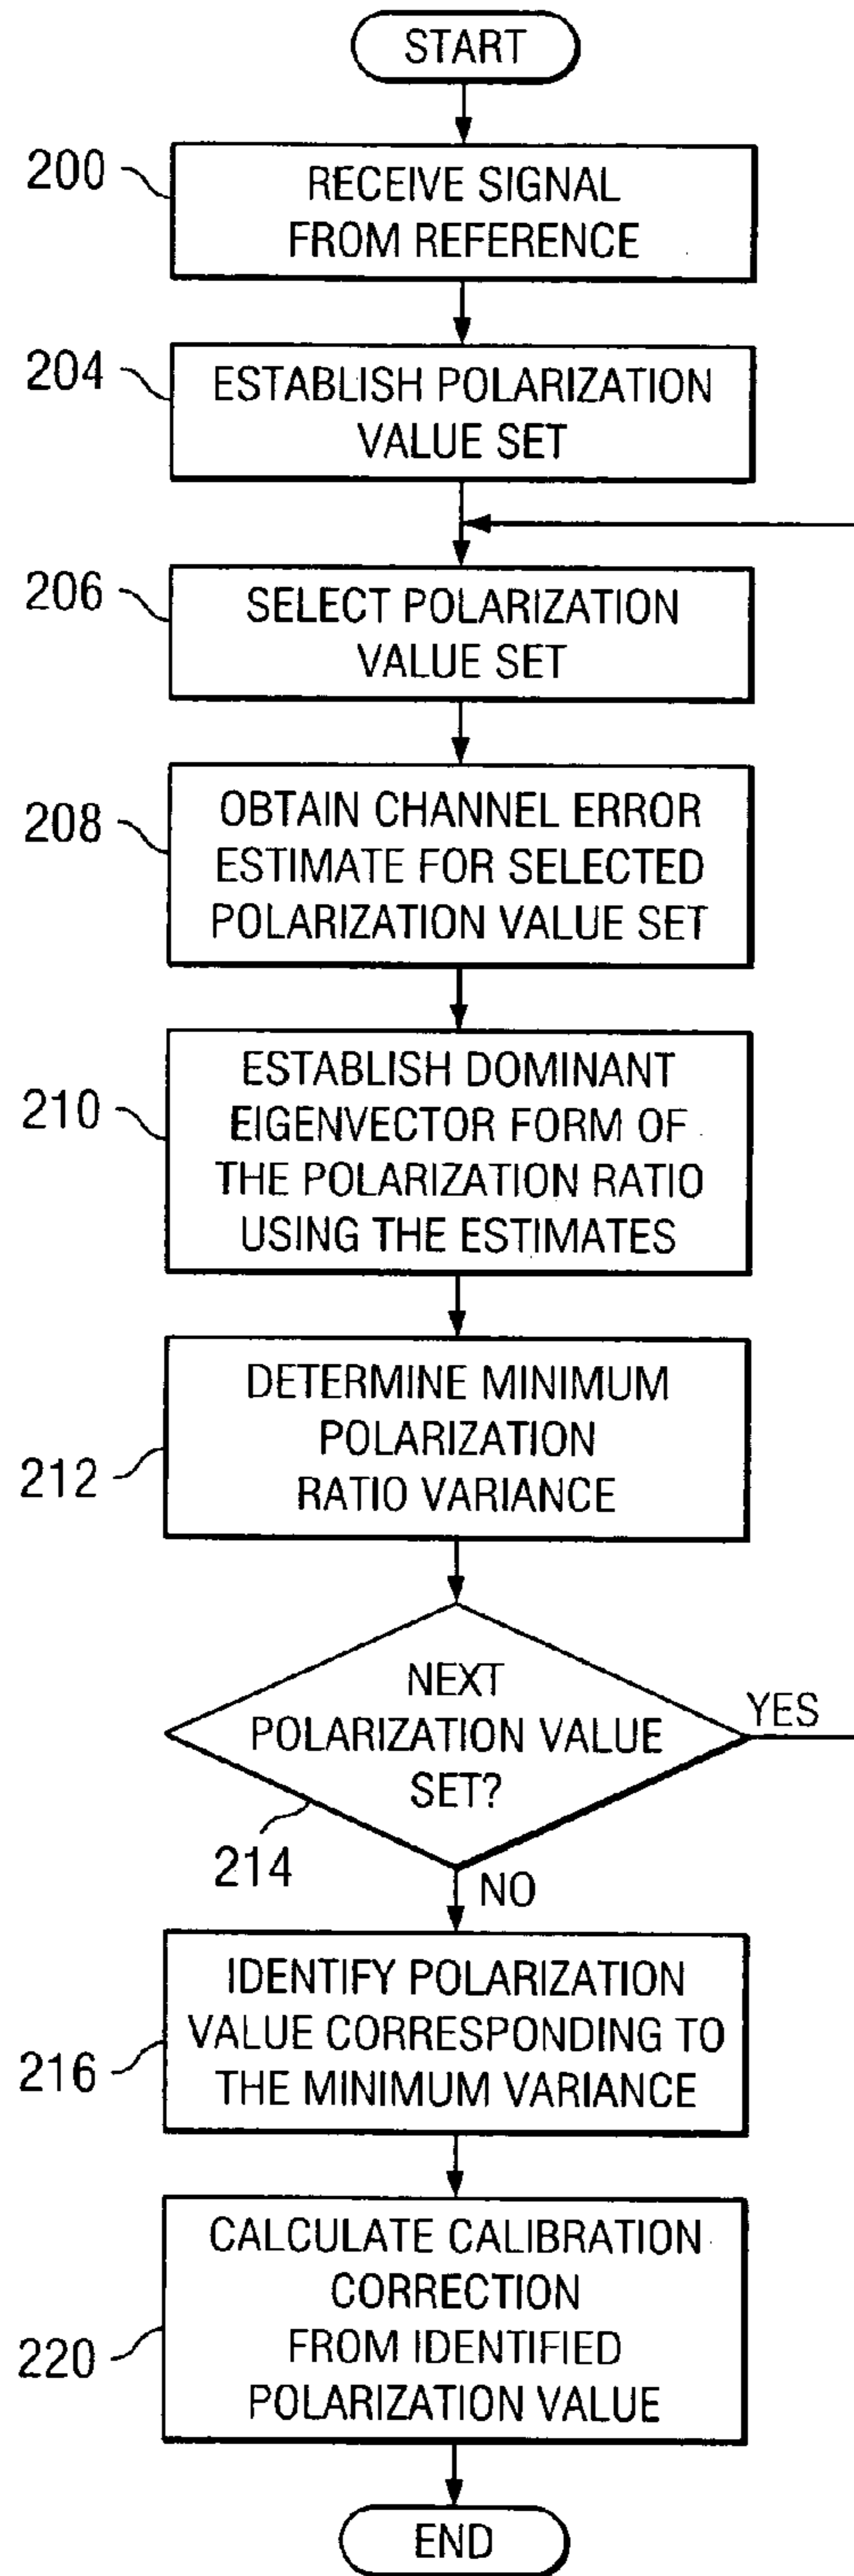 START
200
RECEIVE SIGNAL
FROM REFERENCE
204
ESTABLISH POLARIZATION
VALUE SET
206
SELECT POLARIZATION
VALUE SET
208
OBTAIN CHANNEL ERROR
ESTIMATE FOR SELECTED
POLARIZATION VALUE SET
210
ESTABLISH DOMINANT
EIGENVECTOR FORM OF
THE POLARIZATION RATIO
USING THE ESTIMATES
212
DETERMINE MINIMUM
POLARIZATION
RATIO VARIANCE
NEXT
POLARIZATION VALUE
SET?
YES
214
NO
216
IDENTIFY POLARIZATION
VALUE CORRESPONDING TO
THE MINIMUM VARIANCE
220
CALCULATE CALIBRATION
CORRECTION
FROM IDENTIFIED
POLARIZATION VALUE
END